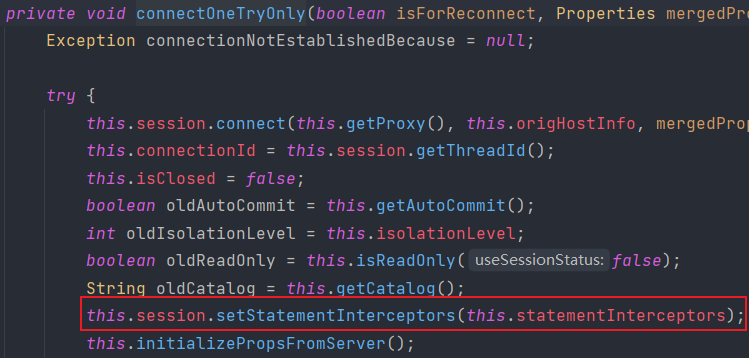 private void connectOneTryOnly(boolean isForReconnect, Properties mergedPro
Exception connectionNotEstablishedBecause = null;
try {
this.session.connect(this.getProxy(), this.origHostInfo, mergedProp
this.connectionId = this.session.getThreadId();
this.isClosed = false;
boolean oldAutoCommit = this.getAutoCommit();
int oldIsolationLevel = this.isolationLevel;
boolean oldReadOnly = this.isReadOnly( useSessionStatus: false);
String oldCatalog = this.getCatalog();
this.session.setStatementInterceptors(this.statementInterceptors);
this.initializePropsFromServer();